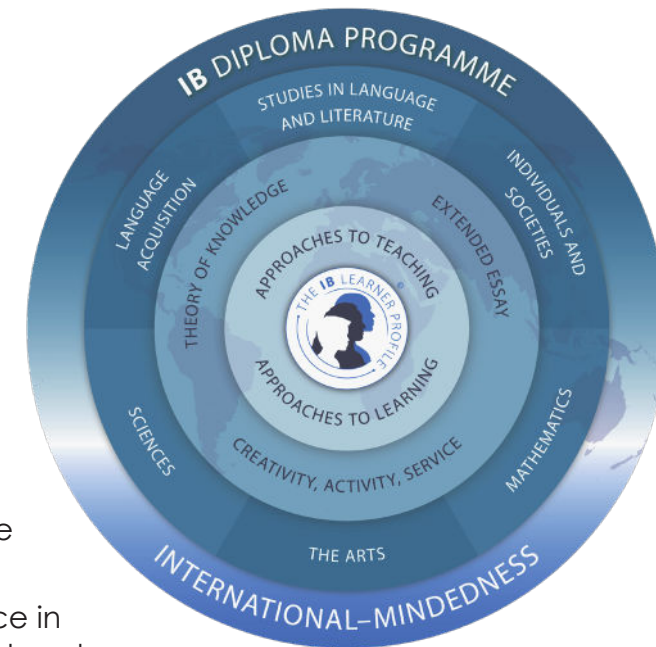 IB DIPLOMA PROGRAMME
STUDIES IN LANGUAGE
AND LITERATURE
LANGUAGE
ACQUISITION
INDIVIDUALS AND
SOCIETIES
THEORY OF KNOWLEDGE
EXTENDED ESSAY
APPROACHES TO TEACHING
THE IB LEARNER PROFILE
®
APPROACHES TO LEARNING
SCIENCES
MATHEMATICS
CREATIVITY, ACTIVITY, SERVICE
THE ARTS
INTERNATIONAL–MINDEDNESS
in